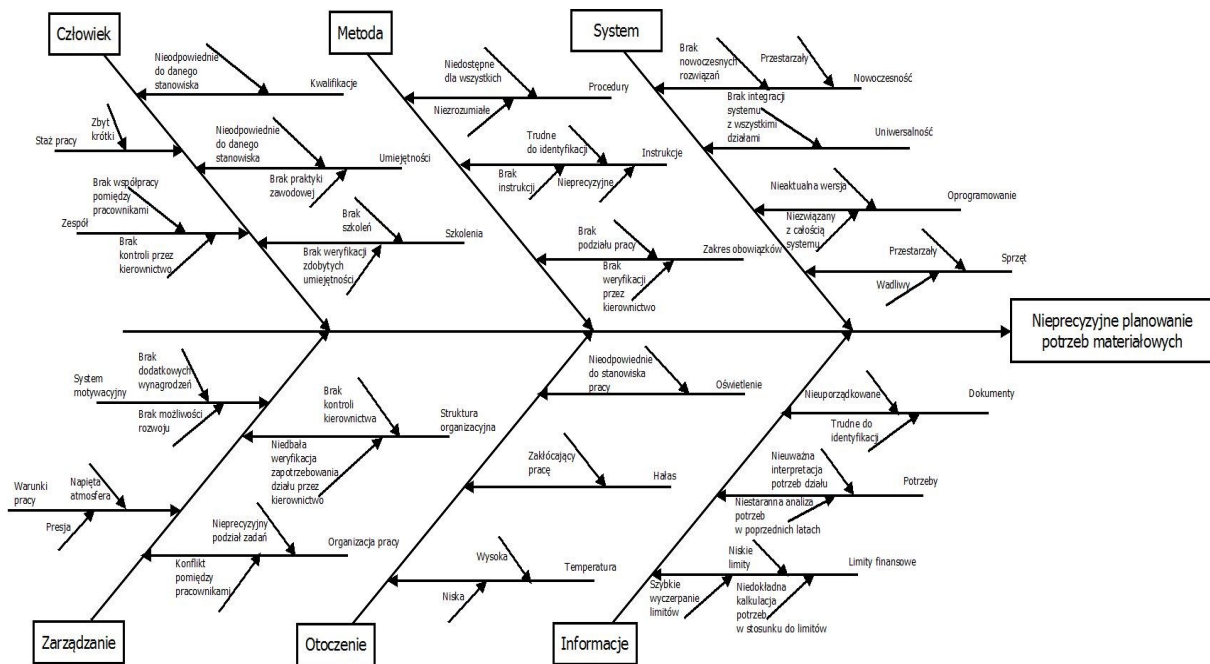 Człowiek
Metoda
System
Nieodpowiednie
do danego
stanowiska
Kwalifikacje
Zbyt
krótki
Staż pracy
Nieodpowiednie
do danego
stanowiska
Umiejętności
Brak praktyki
zawodowej
Brak współpracy
pomiędzy
pracownikami
Zespół
Brak
kontroli przez
kierownictwo
Brak
szkoleń
Szkolenia
Brak weryfikacji
zdobytych
umiejętności
Niedostępne
dla wszystkich
Procedury
Niezrozumiałe
Trudne
do identyfikacji
Instrukcje
Brak
instrukcji
Nieprecyzyjne
Brak
podziału pracy
Zakres obowiązków
Brak
weryfikacji
przez
kierownictwo
Brak
nowoczesnych
rozwiązań
Przestarzały
Nowoczesność
Brak integracji
systemu
z wszystkimi
działami
Uniwersalność
Nieaktualna wersja
Oprogramowanie
Niezwiązany
z całością
systemu
Przestarzały
Sprzęt
Wadliwy
Nieprecyzyjne planowanie
potrzeb materiałowych
Brak
dodatkowych
wynagrodzeń
System
motywacyjny
Brak możliwości
rozwoju
Brak
kontroli
kierownictwa
Struktura
organizacyjna
Niedbała
weryfikacja
zapotrzebowania
działu przez
kierownictwo
Warunki
pracy
Napięta
atmosfera
Presja
Nieprecyzyjny
podział zadań
Organizacja pracy
Konflikt
pomiędzy
pracownikami
Nieodpowiednie
do stanowiska
pracy
Oświetlenie
Zakłócający
pracę
Hałas
Wysoka
Temperatura
Niska
Nieuporządkowane
Dokumenty
Trudne do
identyfikacji
Nieuważna
interpretacja
potrzeb działu
Potrzeby
Niestaranna analiza
potrzeb
w poprzednich latach
Niskie
limity
Limity finansowe
Szybkie
wyczerpanie
limitów
Niedokładna
kalkulacja
potrzeb
w stosunku do limitów
Zarządzanie
Otoczenie
Informacje